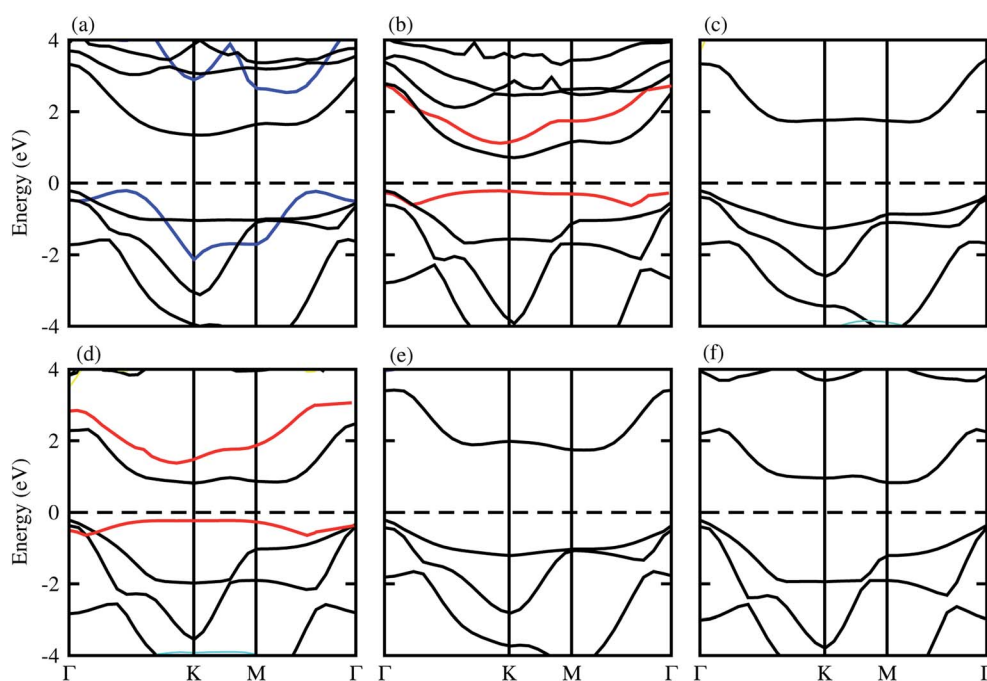 (a) (b) (c)
4
2
0
-2
-4
Energy (eV)
(d) (e) (f)
4
2
0
-2
-4
Energy (eV)
Γ K M Γ K M Γ K M Γ